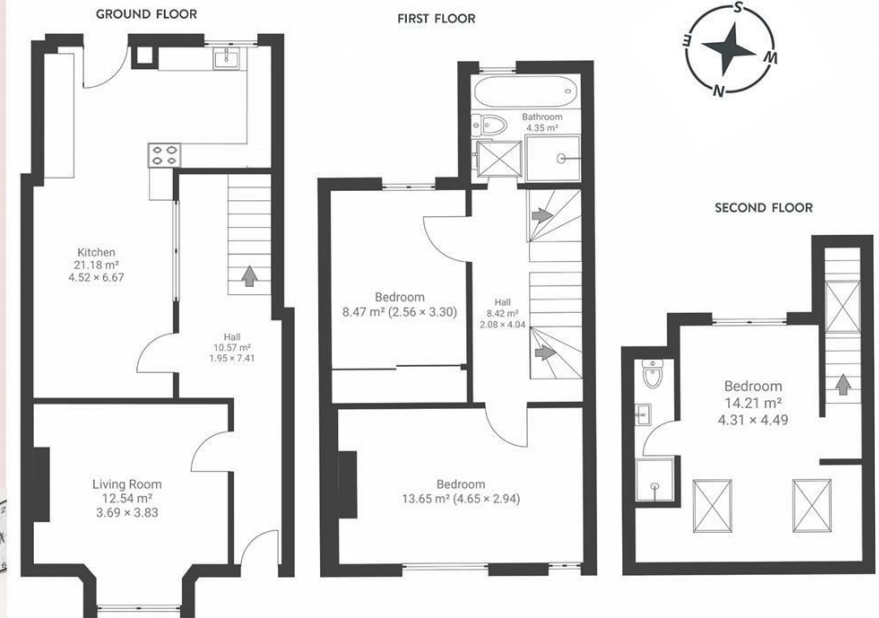 GROUND FLOOR
Kitchen
21.18 m²
4.52 × 6.67
Hall
10.57 m²
1.95 × 7.41
Living Room
12.54 m²
3.69 × 3.83
FIRST FLOOR
Bathroom
4.35 m²
Bedroom
8.47 m² (2.56 × 3.30)
Hall
8.42 m²
2.08 × 4.04
Bedroom
13.65 m² (4.65 × 2.94)
S
E
W
N
SECOND FLOOR
Bedroom
14.21 m²
4.31 × 4.49